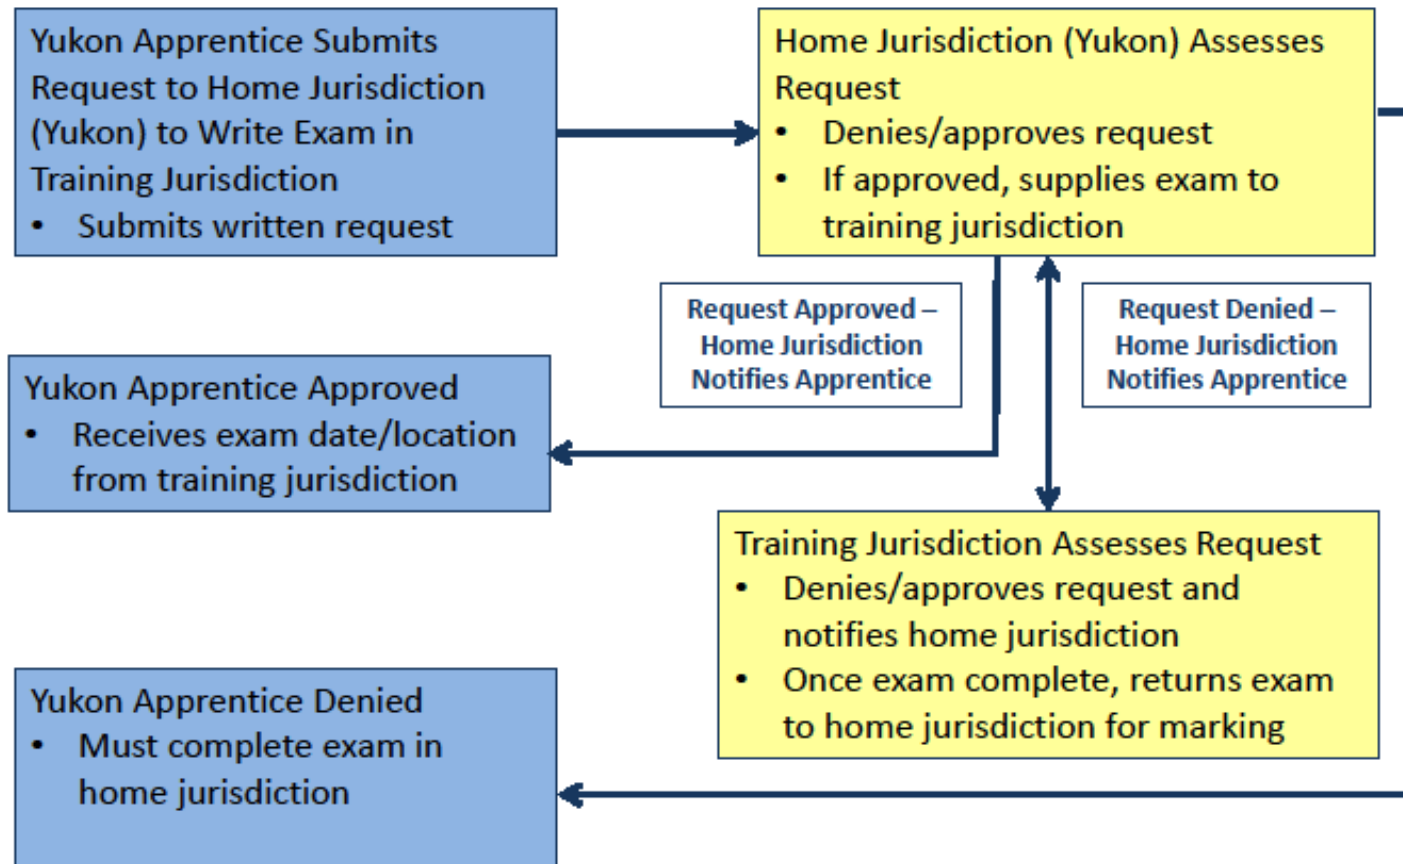 Yukon Apprentice Submits
Request to Home Jurisdiction
(Yukon) to Write Exam in
Training Jurisdiction
• Submits written request
Home Jurisdiction (Yukon) Assesses
Request
• Denies/approves request
• If approved, supplies exam to
training jurisdiction
Request Approved –
Home Jurisdiction
Notifies Apprentice
Request Denied –
Home Jurisdiction
Notifies Apprentice
Yukon Apprentice Approved
• Receives exam date/location
from training jurisdiction
Training Jurisdiction Assesses Request
• Denies/approves request and
notifies home jurisdiction
• Once exam complete, returns exam
to home jurisdiction for marking
Yukon Apprentice Denied
• Must complete exam in
home jurisdiction